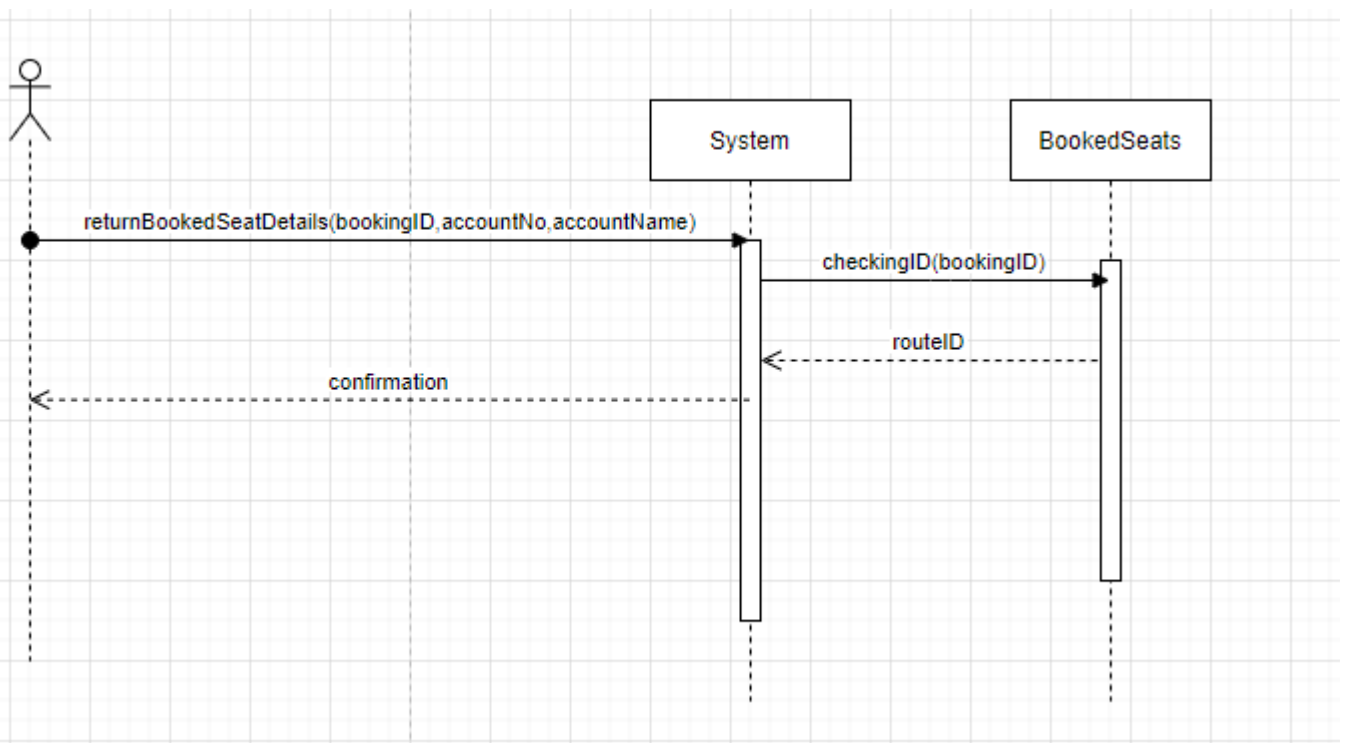 System
BookedSeats
returnBookedSeatDetails(bookingID,accountNo,accountName)
checkingID(bookingID)
routeID
confirmation